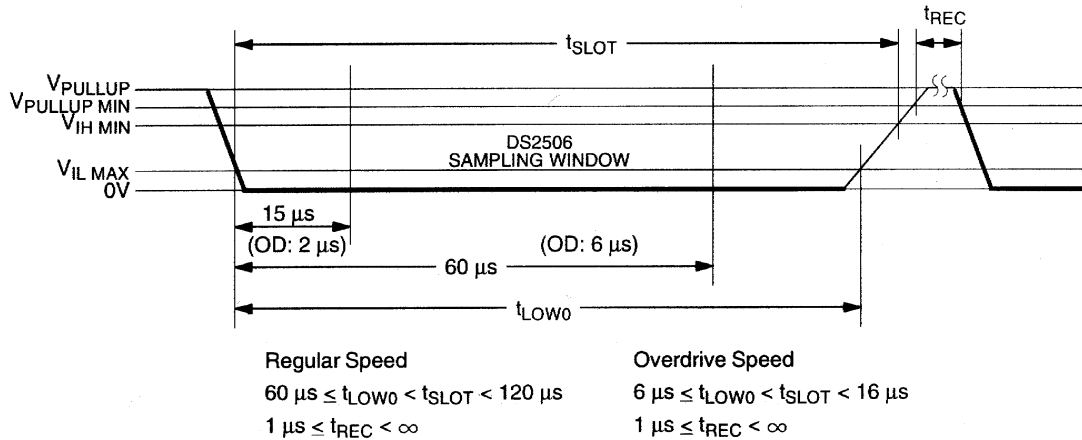 tREC
tSLOT
VPULLUP
VPULLUP MIN
VIH MIN
DS2506
SAMPLING WINDOW
VIL MAX
0V
15 µs
(OD: 2 µs)
(OD: 6 µs)
60 µs
tLOW0
Regular Speed
60 µs ≤ tLOW0 < tSLOT < 120 µs
1 µs ≤ tREC < ∞
Overdrive Speed
6 µs ≤ tLOW0 < tSLOT < 16 µs
1 µs ≤ tREC < ∞